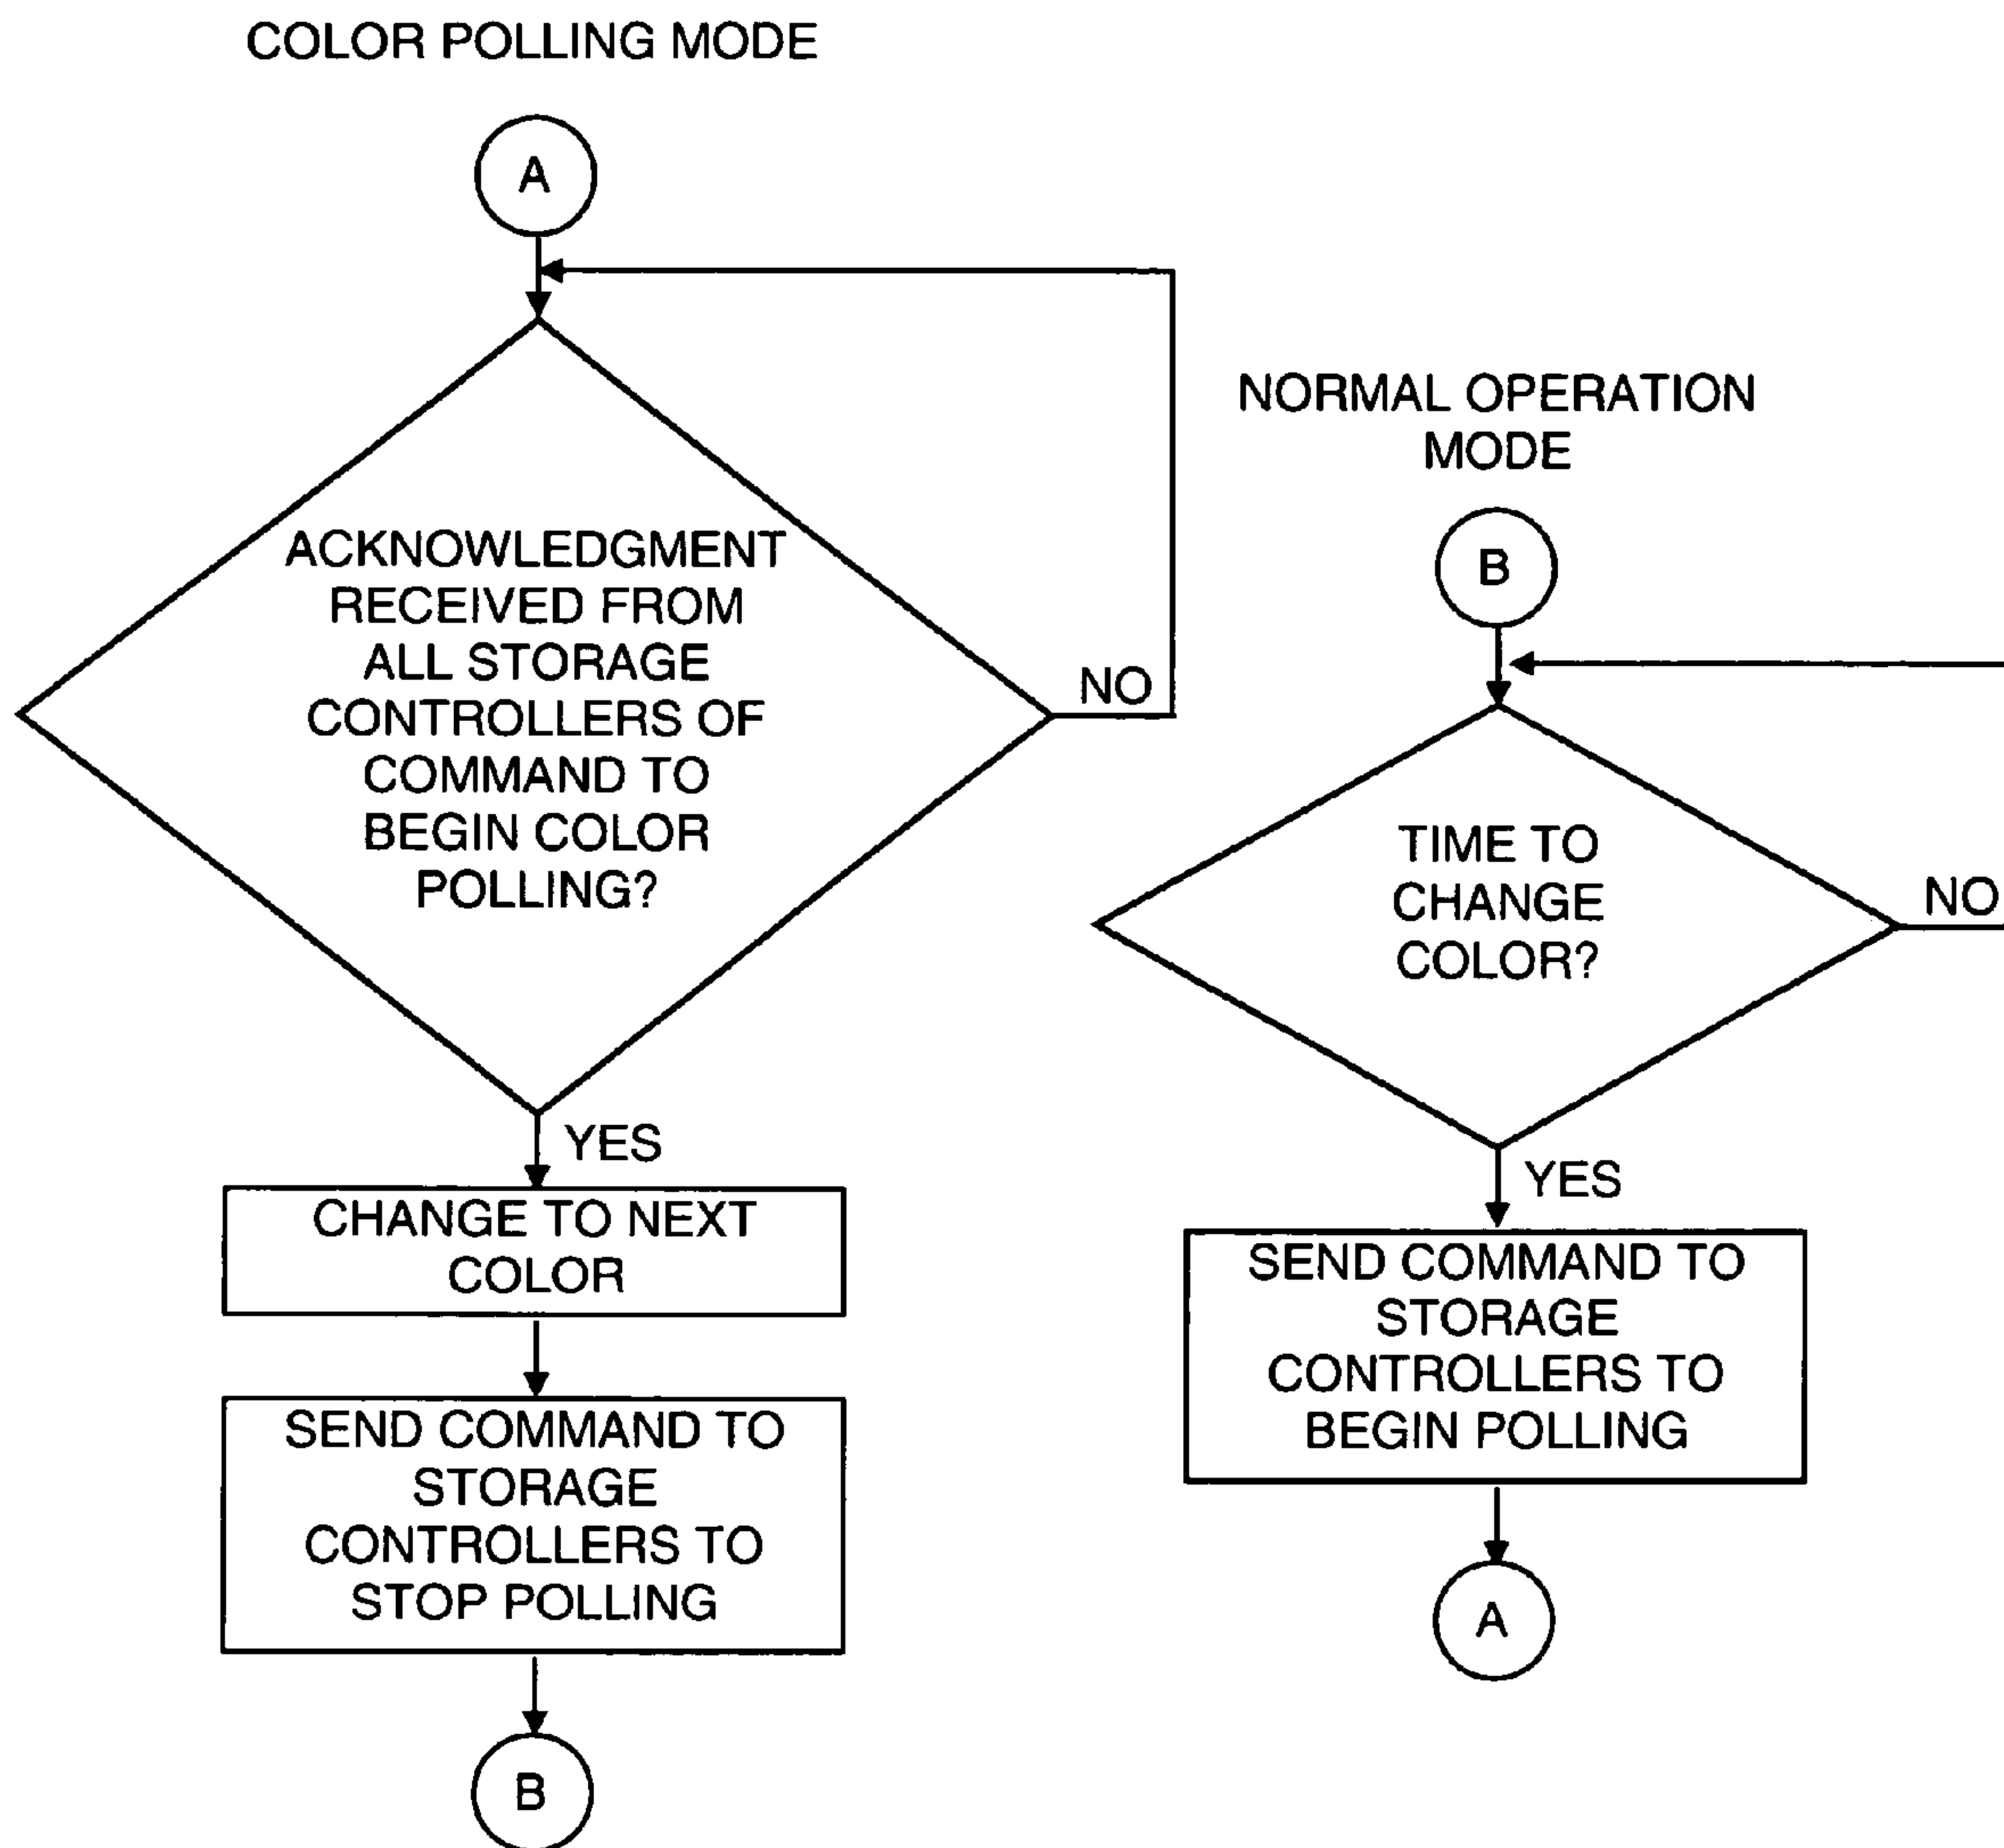 COLOR POLLING MODE
A
ACKNOWLEDGMENT
RECEIVED FROM
ALL STORAGE
CONTROLLERS OF
COMMAND TO
BEGIN COLOR
POLLING?
NO
YES
CHANGE TO NEXT
COLOR
SEND COMMAND TO
STORAGE
CONTROLLERS TO
STOP POLLING
B
NORMAL OPERATION
MODE
B
TIME TO
CHANGE
COLOR?
NO
YES
SEND COMMAND TO
STORAGE
CONTROLLERS TO
BEGIN POLLING
A